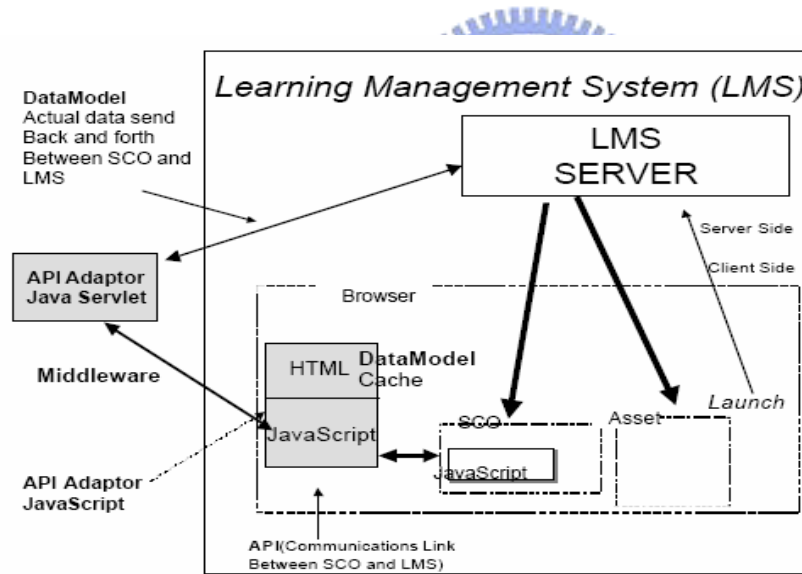 Learning Management System (LMS)
DataModel
Actual data send
Back and forth
Between SCO and
LMS
LMS
SERVER
Server Side
Client Side
API Adaptor
Java Servlet
Browser
Middleware
HTML
DataModel
Cache
JavaScript
SCO
JavaScript
Asset
Launch
API Adaptor
JavaScript
API(Communications Link
Between SCO and LMS)